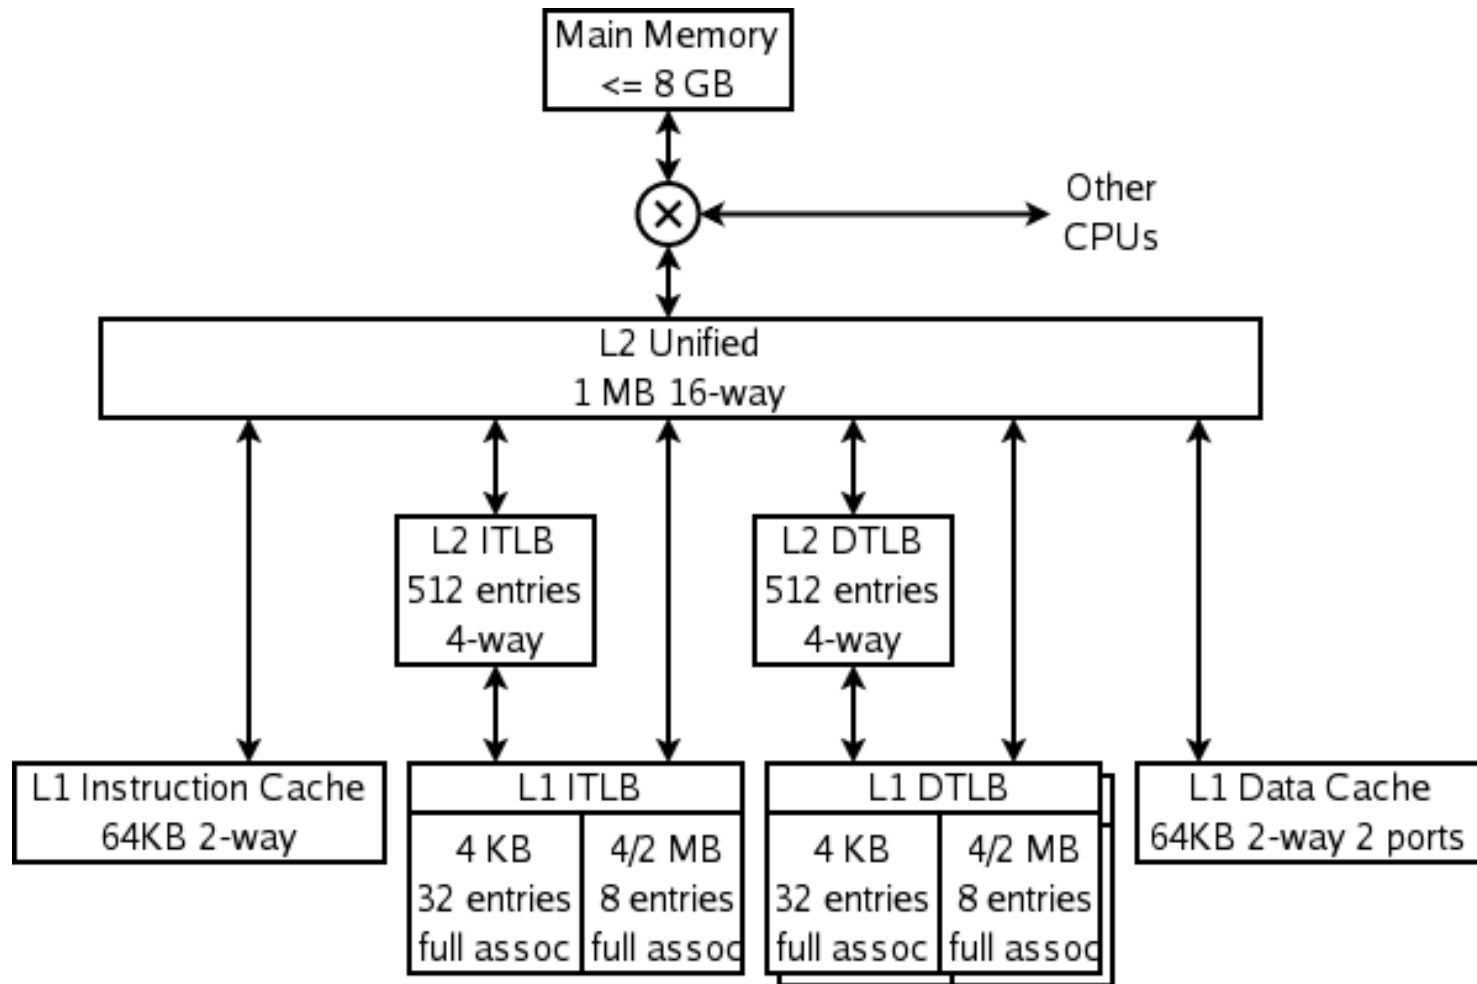 Main Memory
<= 8 GB
Other
CPUs
L2 Unified
1 MB 16-way
L2 ITLB
512 entries
4-way
L2 DTLB
512 entries
4-way
L1 Instruction Cache
64KB 2-way
L1 ITLB
4 KB
32 entries
full assoc
4/2 MB
8 entries
full assoc
L1 DTLB
4 KB
32 entries
full assoc
4/2 MB
8 entries
full assoc
L1 Data Cache
64KB 2-way 2 ports